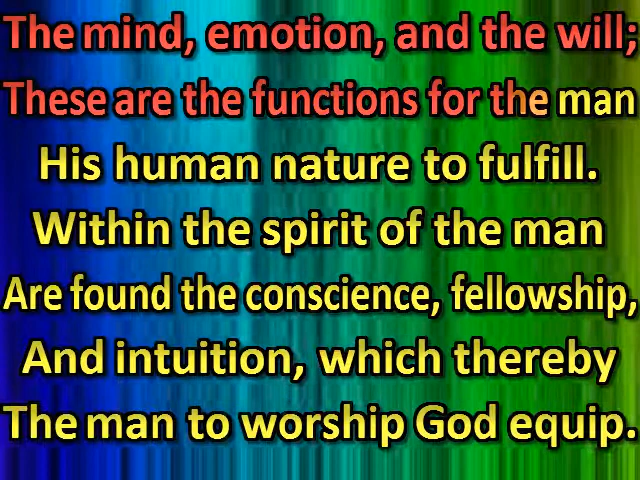 The mind, emotion, and the will;
These are the functions for the man
His human nature to fulfill.
Within the spirit of the man
Are found the conscience, fellowship,
And intuition, which thereby
The man to worship God equip.